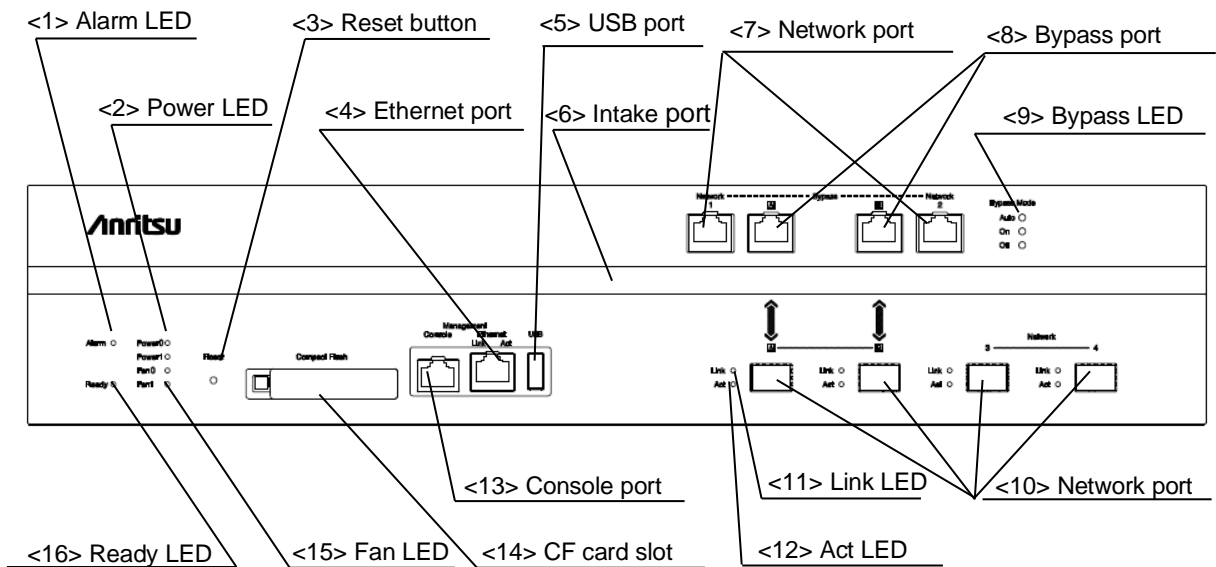 <1> Alarm LED
<3> Reset button
<5> USB port
<7> Network port
<8> Bypass port
<2> Power LED
<4> Ethernet port
<6> Intake port
<9> Bypass LED
Anritsu
Network 1
Bypass
Network 2
Bypass Mode
Auto
On
Off
Alarm
Ready
Power0
Power1
Fan0
Fan1
Reset
Compact Flash
Management
Console
Ethernet
Link Act
USB
Link
Act
Link
Act
Network
3
4
Link
Act
Link
Act
<13> Console port
<11> Link LED
<10> Network port
<16> Ready LED
<15> Fan LED
<14> CF card slot
<12> Act LED